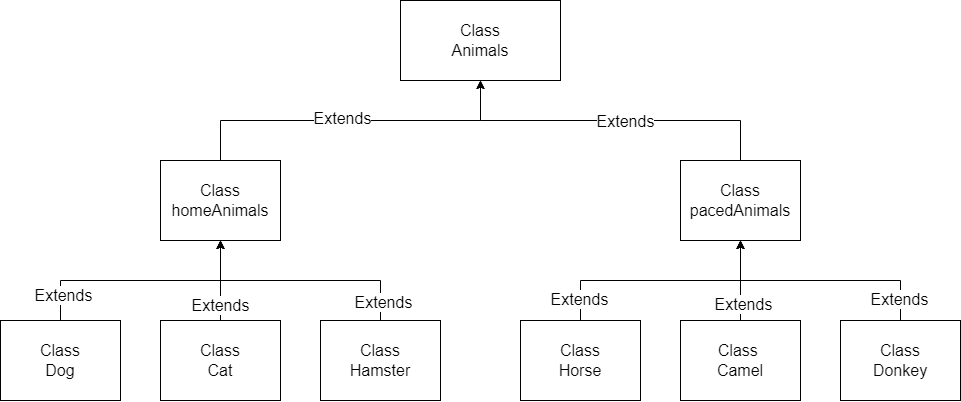 Class
Animals
Extends
Extends
Class
homeAnimals
Class
pacedAnimals
Extends
Extends
Extends
Extends
Extends
Extends
Class
Dog
Class
Cat
Class
Hamster
Class
Horse
Class
Camel
Class
Donkey